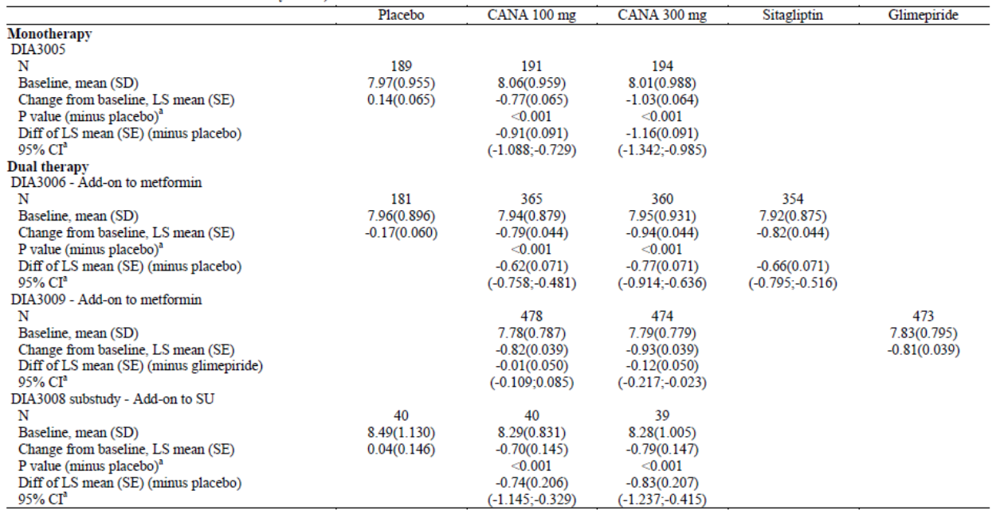 Placebo CANA 100 mg CANA 300 mg Sitagliptin Glimepiride
Monotherapy
DIA3005
N 189 191 194
Baseline, mean (SD) 7.97(0.955) 8.06(0.959) 8.01(0.988)
Change from baseline, LS mean (SE) 0.14(0.065) -0.77(0.065) -1.03(0.064)
P value (minus placebo)ª <0.001 <0.001
Diff of LS mean (SE) (minus placebo) -0.91(0.091) -1.16(0.091)
95% CIª (-1.088;-0.729) (-1.342;-0.985)
Dual therapy
DIA3006 - Add-on to metformin
N 181 365 360 354
Baseline, mean (SD) 7.96(0.896) 7.94(0.879) 7.95(0.931) 7.92(0.875)
Change from baseline, LS mean (SE) -0.17(0.060) -0.79(0.044) -0.94(0.044) -0.82(0.044)
P value (minus placebo)ª <0.001 <0.001
Diff of LS mean (SE) (minus placebo) -0.62(0.071) -0.77(0.071) -0.66(0.071)
95% CIª (-0.758;-0.481) (-0.914;-0.636) (-0.795;-0.516)
DIA3009 - Add-on to metformin
N 478 474 473
Baseline, mean (SD) 7.78(0.787) 7.79(0.779) 7.83(0.795)
Change from baseline, LS mean (SE) -0.82(0.039) -0.93(0.039) -0.81(0.039)
Diff of LS mean (SE) (minus glimepiride) -0.01(0.050) -0.12(0.050)
95% CIª (-0.109;0.085) (-0.217;-0.023)
DIA3008 substudy - Add-on to SU
N 40 40 39
Baseline, mean (SD) 8.49(1.130) 8.29(0.831) 8.28(1.005)
Change from baseline, LS mean (SE) 0.04(0.146) -0.70(0.145) -0.79(0.147)
P value (minus placebo)ª <0.001 <0.001
Diff of LS mean (SE) (minus placebo) -0.74(0.206) -0.83(0.207)
95% CIª (-1.145;-0.329) (-1.237;-0.415)